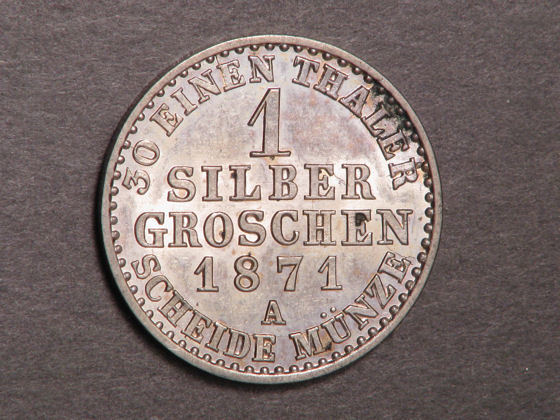 30 EINEN THALER
1
SILBER
GROSCHEN
1871
A
SCHEIDE MÜNZE